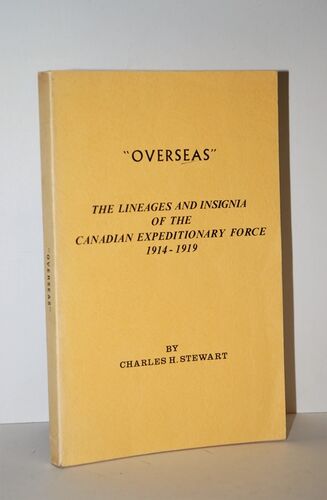 "OVERSEAS"
THE LINEAGES AND INSIGNIA
OF THE
CANADIAN EXPEDITIONARY FORCE
1914-1919
BY
CHARLES H. STEWART
"OVERSEAS"